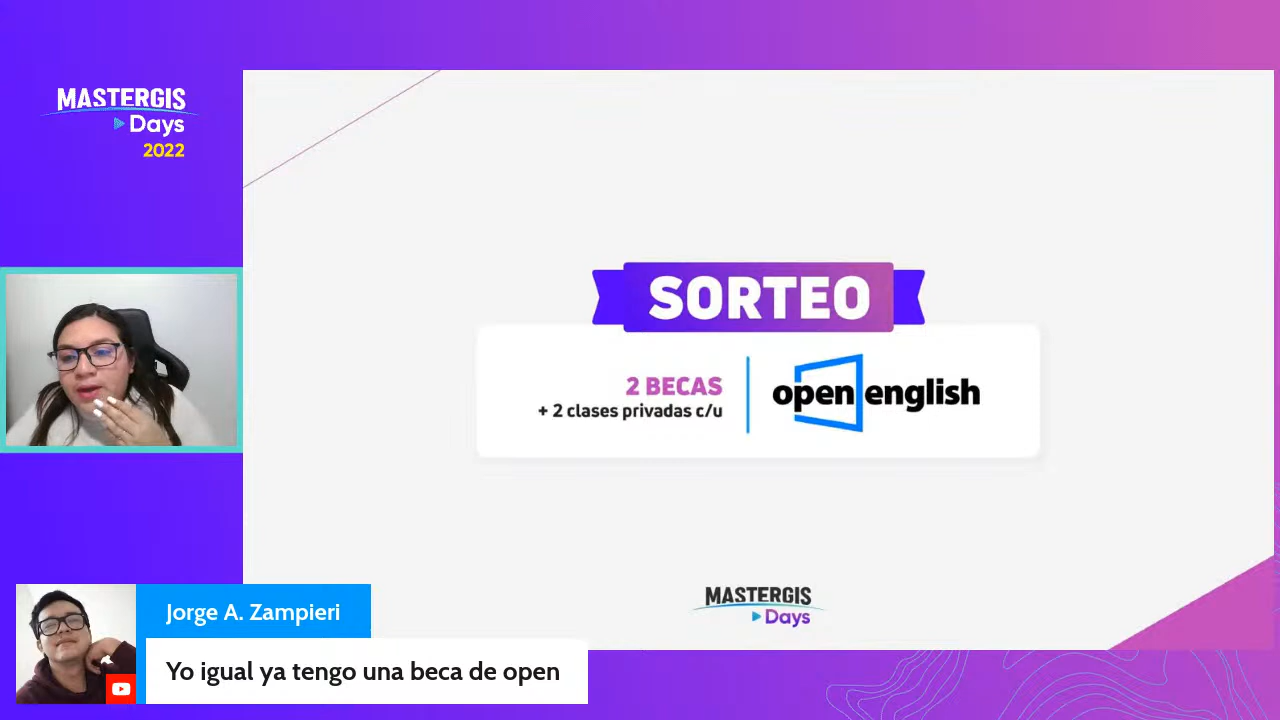 MASTERGIS
Days
2022
SORTEO
2 BECAS
+ 2 clases privadas c/u
open english
MASTERGIS
Days
Jorge A. Zampieri
Yo igual ya tengo una beca de open